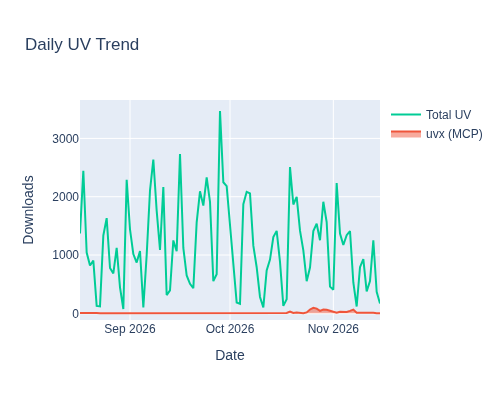 Daily UV Trend
Total UV
uvx (MCP)
3000
2000
1000
0
Downloads
Sep 2026
Oct 2026
Nov 2026
Date